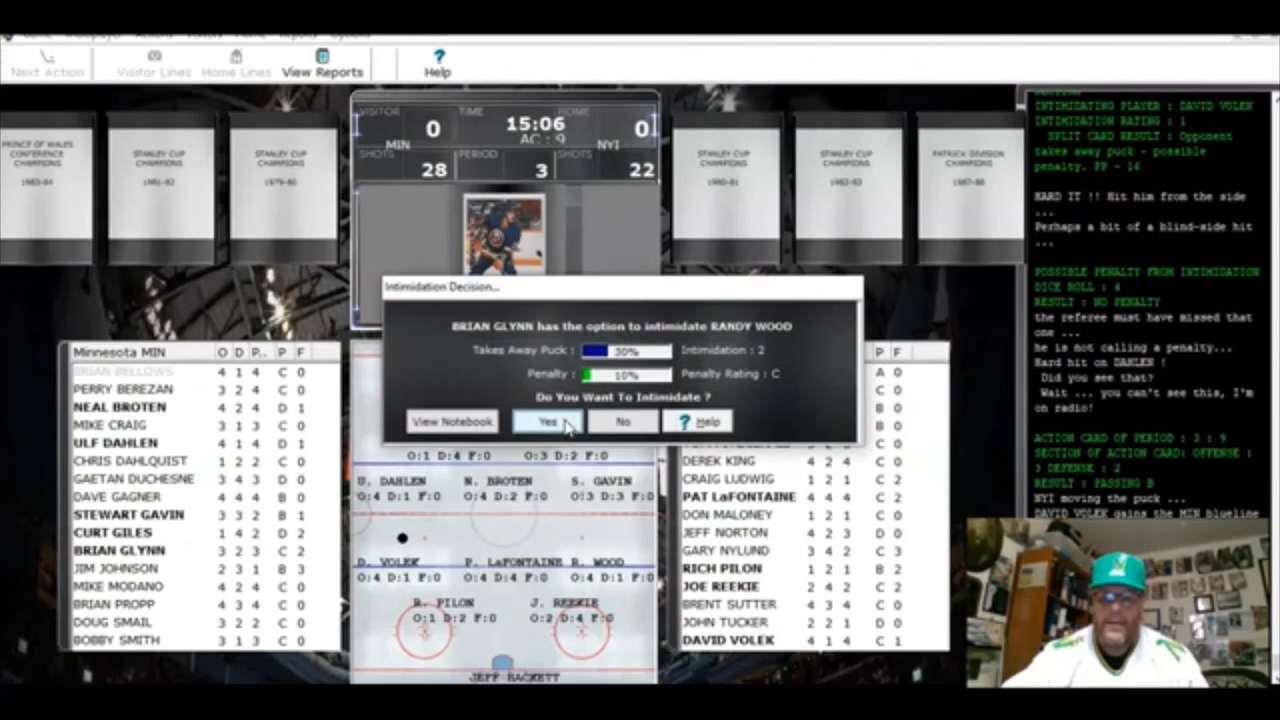 Next Action
Visitor Lines
Home Lines
View Reports
Help
PRINCE OF WALES
CONFERENCE
CHAMPIONS
1983-84
STANLEY CUP
CHAMPIONS
1981-82
STANLEY CUP
CHAMPIONS
1979-80
VISITOR
TIME
HOME
0
15:06
0
MIN
AC : 9
NYI
SHOTS
PERIOD
SHOTS
28
3
22
STANLEY CUP
CHAMPIONS
1980-81
STANLEY CUP
CHAMPIONS
1982-83
PATRICK DIVISION
CHAMPIONS
1987-88
Intimidation Decision...
BRIAN GLYNN has the option to intimidate RANDY WOOD
Takes Away Puck : 30% Intimidation : 2
Penalty : 10% Penalty Rating : C
Do You Want To Intimidate ?
View Notebook
Yes
No
? Help
Minnesota MIN O D P.. P F
BRIAN BELLOWS 4 1 4 C 0
PERRY BEREZAN 3 2 4 C 0
NEAL BROTEN 4 2 4 D 1
MIKE CRAIG 3 1 3 B 0
ULF DAHLEN 4 1 4 D 1
CHRIS DAHLQUIST 1 2 2 C 0
GAETAN DUCHESNE 3 4 3 C 0
DAVE GAGNER 4 4 4 B 0
STEWART GAVIN 3 3 2 B 1
CURT GILES 1 4 2 D 2
BRIAN GLYNN 3 2 3 C 2
JIM JOHNSON 2 3 1 B 3
MIKE MODANO 4 2 4 C 0
BRIAN PROPP 4 3 4 C 0
DOUG SMAIL 3 2 4 C 0
BOBBY SMITH 3 1 3 C 0
O:1 D:4 F:0 O:3 D:2 F:0
U. DAHLEN N. BROTEN S. GAVIN
O:4 D:1 F:0 O:4 D:2 F:0 O:3 D:3 F:0
D. VOLEK P. LaFONTAINE R. WOOD
O:4 D:1 F:0 O:4 D:4 F:0 O:4 D:1 F:0
R. PILON J. REEKIE
O:1 D:2 F:0 O:2 D:4 F:0
JEFF HACKETT
P F
A 0
C 0
B 0
B 0
D 0
DEREK KING 4 2 4 C 0
CRAIG LUDWIG 1 2 1 C 2
PAT LaFONTAINE 4 4 4 C 2
DON MALONEY 1 2 1 C 0
JEFF NORTON 4 2 3 D 0
GARY NYLUND 3 4 2 C 3
RICH PILON 1 2 1 B 2
JOE REEKIE 2 4 2 C 2
BRENT SUTTER 4 3 4 C 0
JOHN TUCKER 2 2 1 D 0
DAVID VOLEK 4 1 4 C 1
INTIMIDATING PLAYER : DAVID VOLEK
INTIMIDATION RATING : 1
SPLIT CARD RESULT : Opponent
takes away puck - possible
penalty. PP - 16
HARD IT !! Hit him from the side
...
Perhaps a bit of a blind-side hit
...
POSSIBLE PENALTY FROM INTIMIDATION
DICE ROLL : 4
RESULT : NO PENALTY
the referee must have missed that
one ...
he is not calling a penalty...
Hard hit on DAHLEN !
Did you see that?
Wait ... you can't see this, I'm
on radio!
ACTION CARD OF PERIOD : 3 : 9
SECTION OF ACTION CARD: OFFENSE :
3 DEFENSE : 2
RESULT : PASSING B
NYI moving the puck ...
DAVID VOLEK gains the MIN blueline